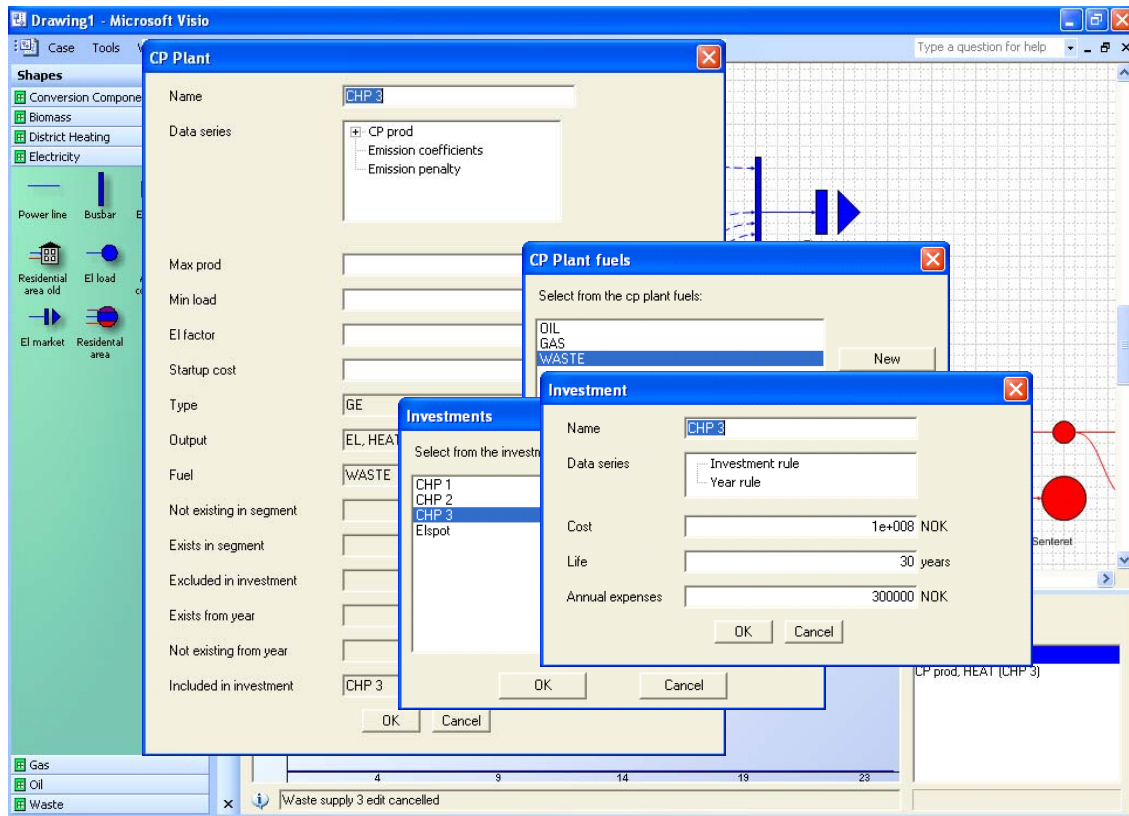 Drawing1 - Microsoft Visio
Case Tools
Type a question for help
Shapes
Conversion Compone
Biomass
District Heating
Electricity
Power line Busbar E
Residential area old
El load
El market
Residental area
Gas
Oil
Waste
CP Plant
Name CHP 3
Data series
CP prod
Emission coefficients
Emission penalty
Max prod
Min load
El factor
Startup cost
Type GE
Output EL, HEAT
Fuel WASTE
Not existing in segment
Exists in segment
Excluded in investment
Exists from year
Not existing from year
Included in investment CHP 3
OK Cancel
CP Plant fuels
Select from the cp plant fuels:
OIL
GAS
WASTE
New
Investments
Select from the investm
CHP 1
CHP 2
CHP 3
Elspot
OK Cancel
Investment
Name CHP 3
Data series
Investment rule
Year rule
Cost 1e+008 NOK
Life 30 years
Annual expenses 300000 NOK
OK Cancel
Senteret
CP prod, HEAT (CHP 3)
4 9 14 19 23
Waste supply 3 edit cancelled